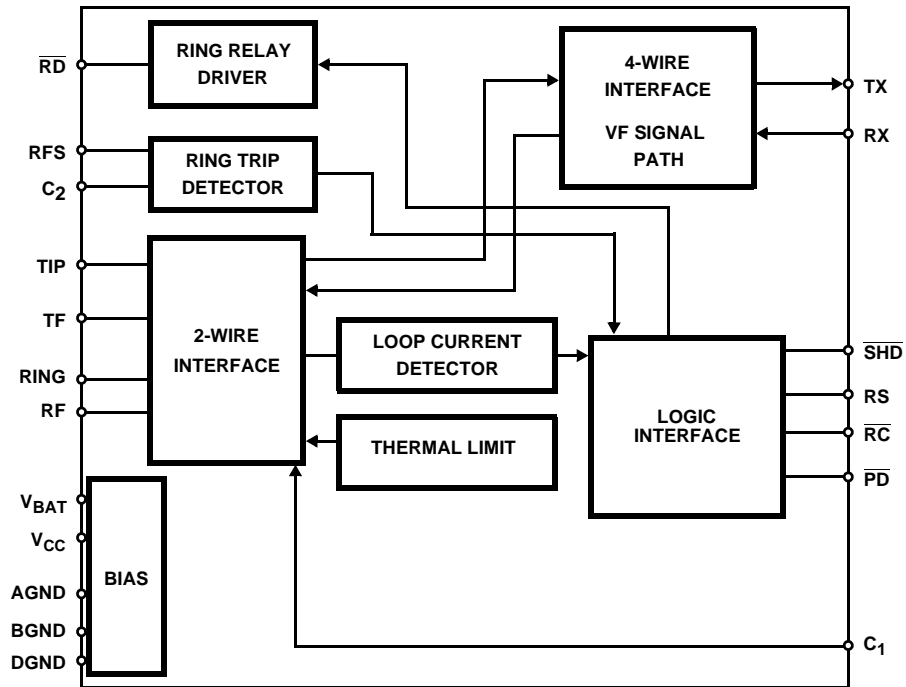 RD
RFS
C2
TIP
TF
RING
RF
VBAT
VCC
AGND
BGND
DGND
RING RELAY
DRIVER
RING TRIP
DETECTOR
2-WIRE
INTERFACE
BIAS
LOOP CURRENT
DETECTOR
THERMAL LIMIT
4-WIRE
INTERFACE
VF SIGNAL
PATH
LOGIC
INTERFACE
TX
RX
SHD
RS
RC
PD
C1